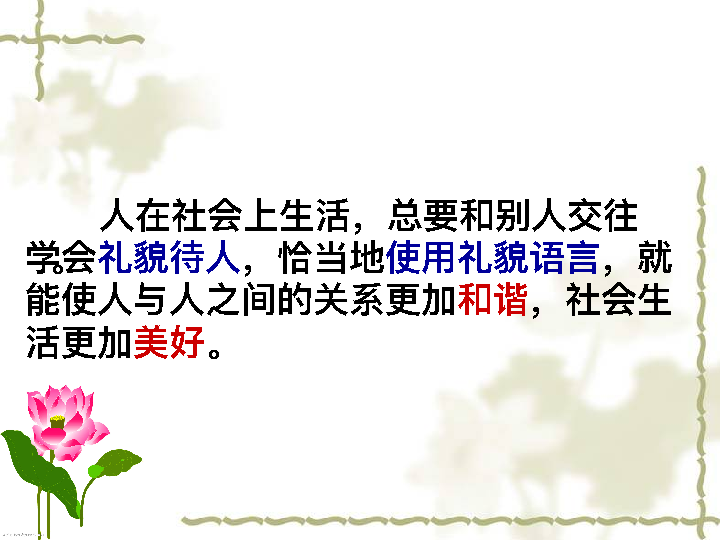 人在社会上生活，总要和别人交往
。学会礼貌待人，恰当地使用礼貌语言，就
能使人与人之间的关系更加和谐，社会生
活更加美好。